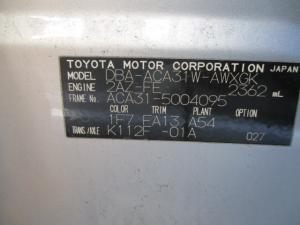 TOYOTA MOTOR CORPORATION JAPAN
MODEL DBA-ACA31W-AWXGK
ENGINE 2AZ-FE 2362 mL
FRAME No. ACA31-5004095
COLOR TRIM PLANT OPTION
1F7 FA13 A54
TRANS./AXLE K112F -01A 027